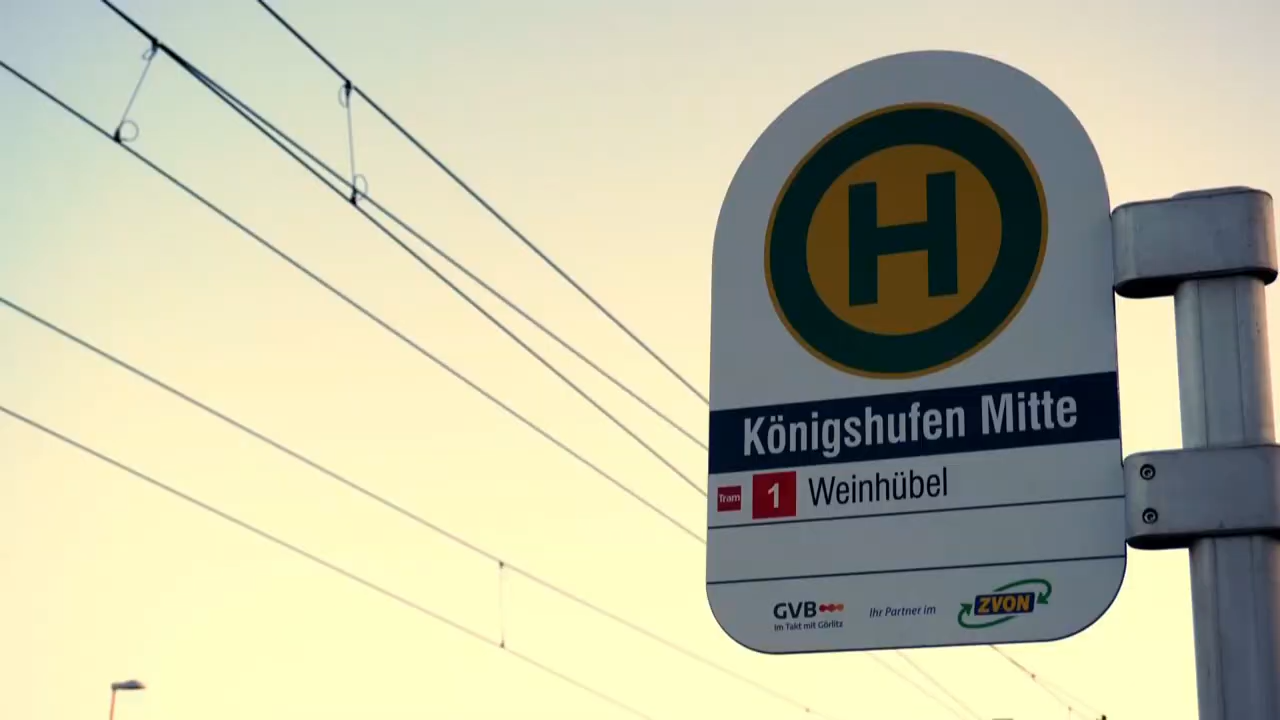 H
Königshufen Mitte
Tram 1 Weinhübel
GVB Ihr Partner im ZVON
Im Takt mit Görlitz